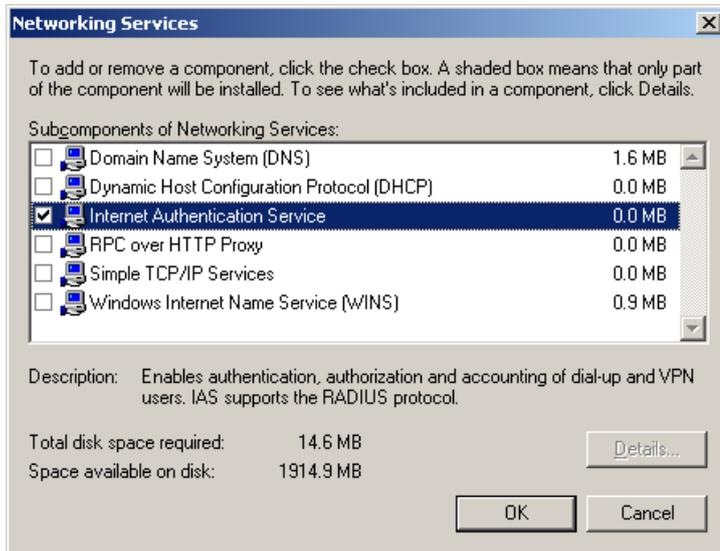 Networking Services
To add or remove a component, click the check box. A shaded box means that only part
of the component will be installed. To see what's included in a component, click Details.
Subcomponents of Networking Services:
Domain Name System (DNS) 1.6 MB
Dynamic Host Configuration Protocol (DHCP) 0.0 MB
Internet Authentication Service 0.0 MB
RPC over HTTP Proxy 0.0 MB
Simple TCP/IP Services 0.0 MB
Windows Internet Name Service (WINS) 0.9 MB
Description: Enables authentication, authorization and accounting of dial-up and VPN
users. IAS supports the RADIUS protocol.
Total disk space required: 14.6 MB
Space available on disk: 1914.9 MB
Details...
OK Cancel